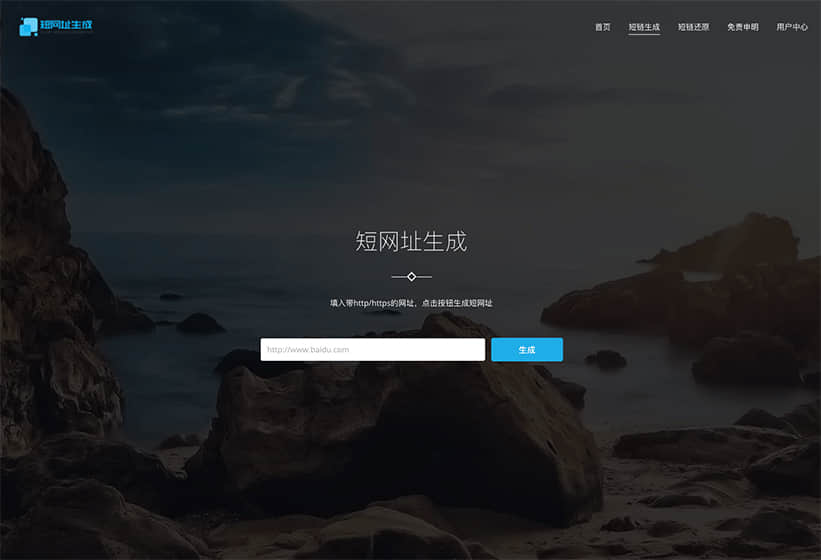 短网址生成
首页 短链生成 短链还原 免责申明 用户中心
短网址生成
填入带http/https的网址，点击按钮生成短网址
http://www.baidu.com 生成